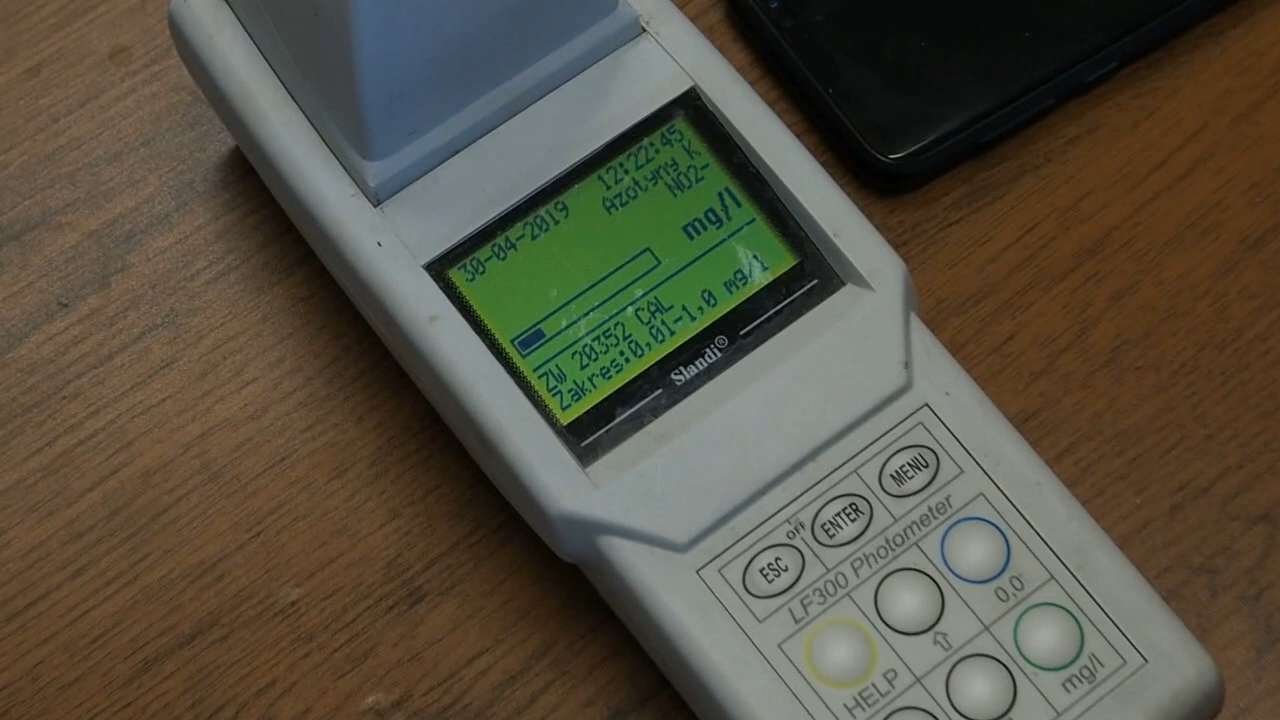 30-04-2019 12:22:45
Azotyny K
NO2-
mg/l
ZW 20352 CAL
Zakres:0,01-1,0 mg/l
Slandi®
OFF
ESC ENTER MENU
LF300 Photometer
0,0
HELP
mg/l